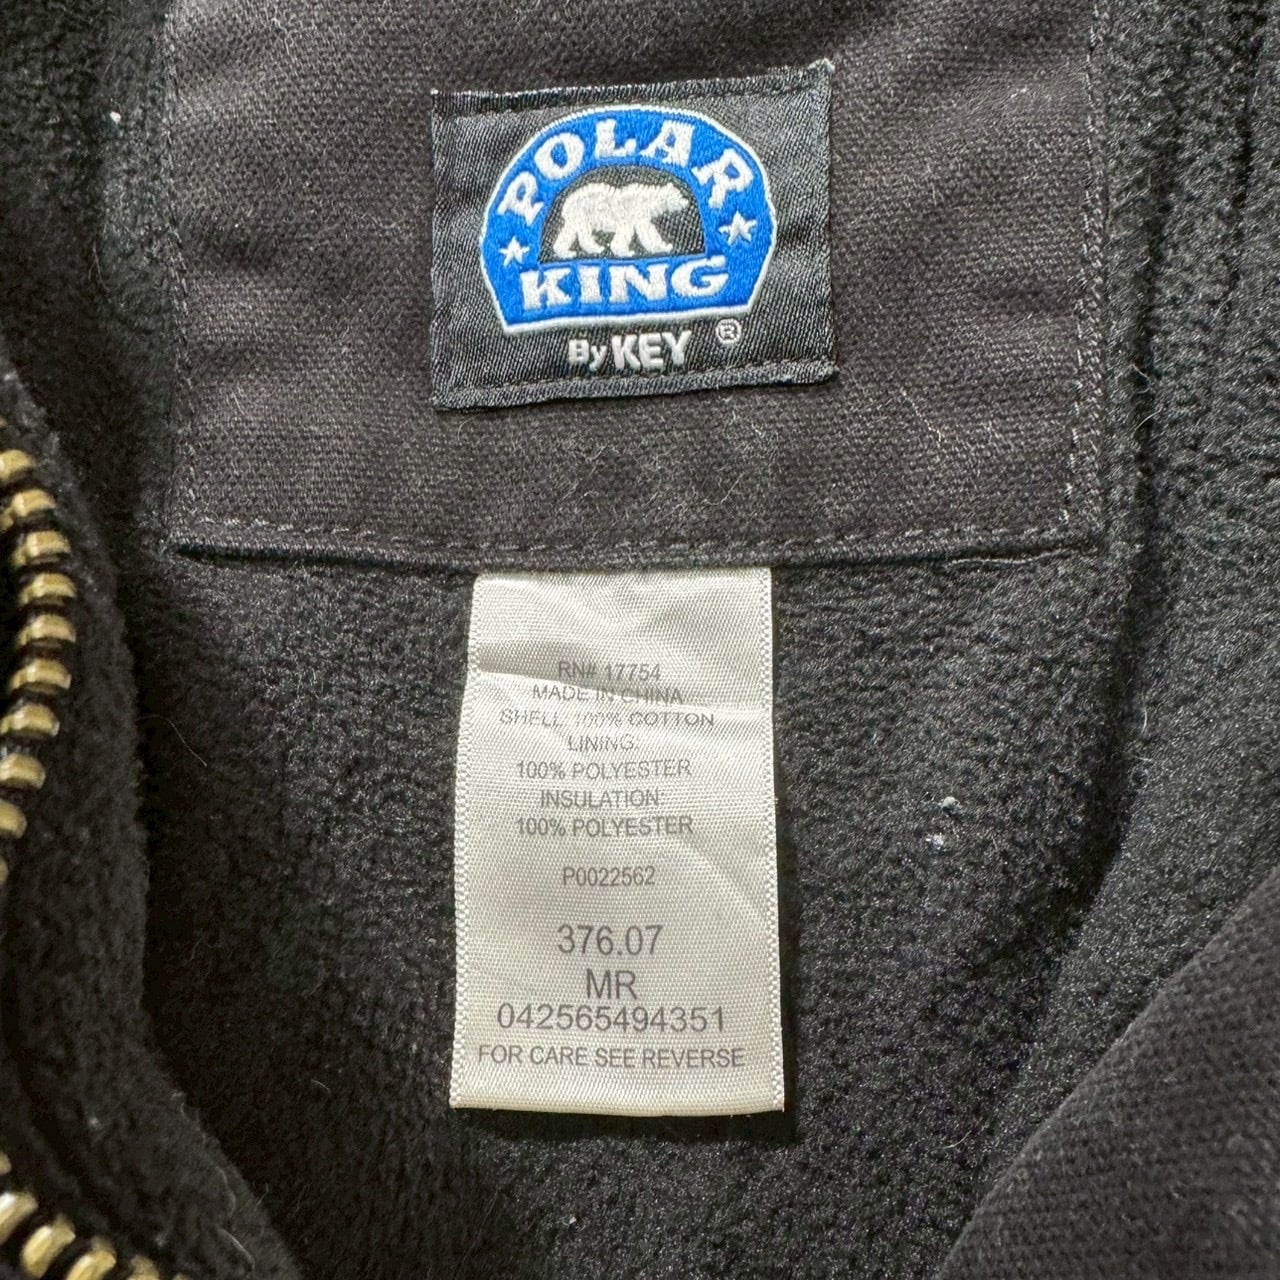 POLAR
KING
By KEY ®
RN# 17754
MADE IN CHINA
SHELL: 100% COTTON
LINING:
100% POLYESTER
INSULATION:
100% POLYESTER
P0022562
376.07
MR
042565494351
FOR CARE SEE REVERSE